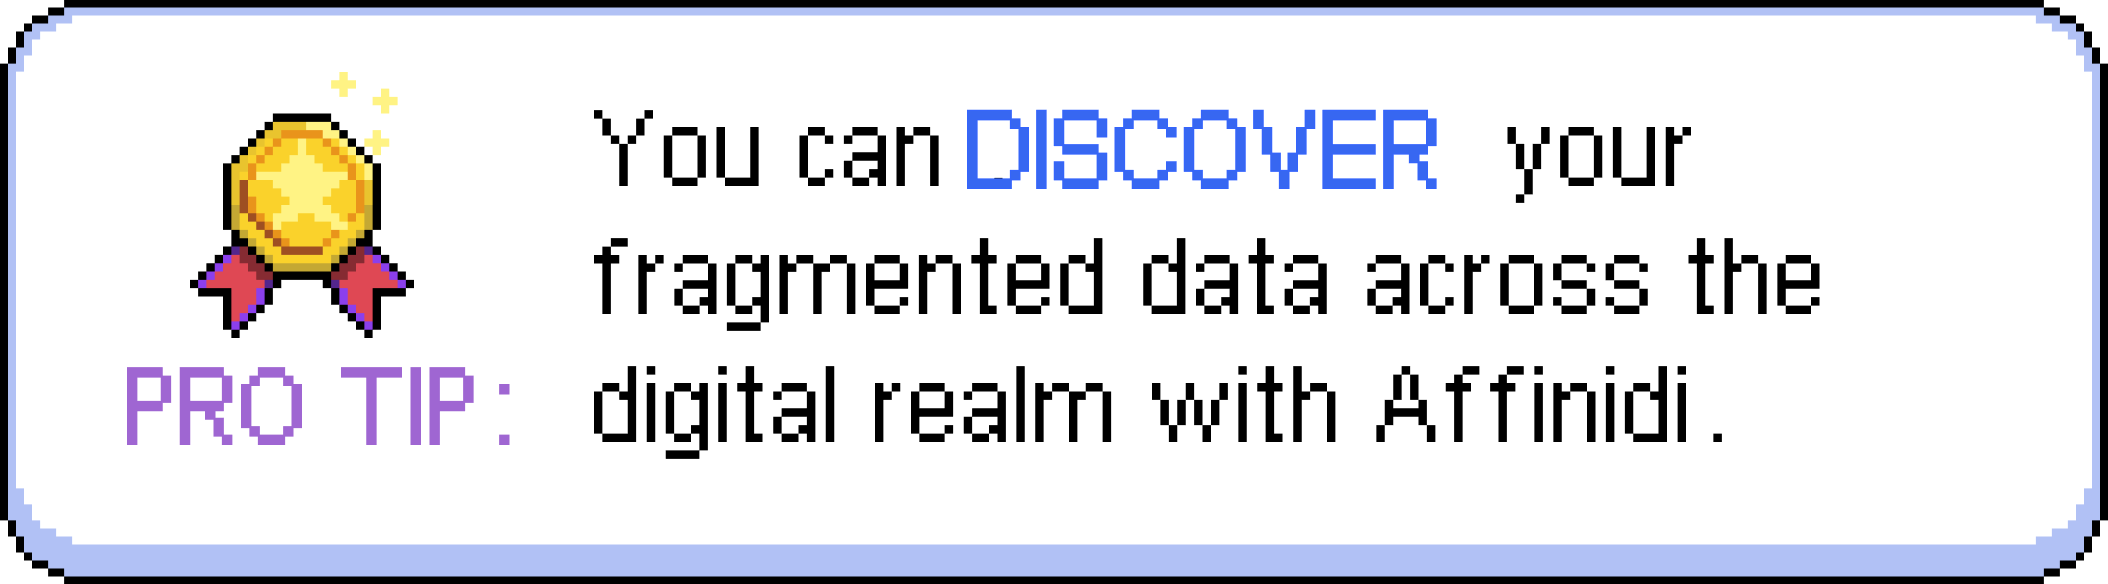 PRO TIP:
You can DISCOVER your
fragmented data across the
digital realm with Affinidi.